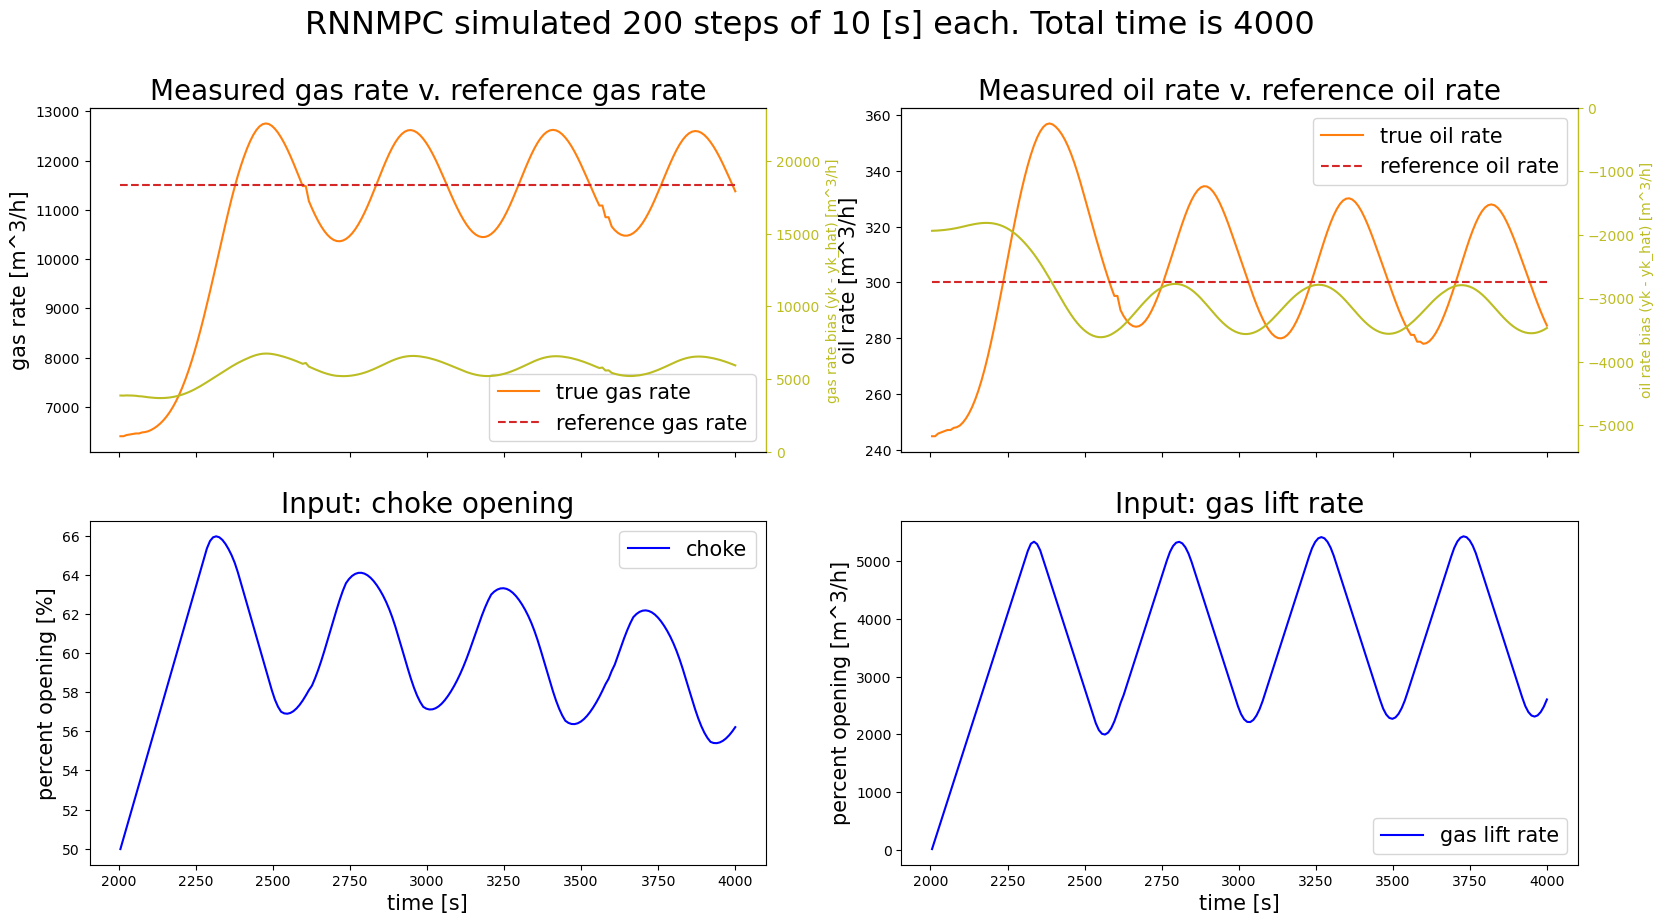 RNNMPC simulated 200 steps of 10 [s] each. Total time is 4000
Measured gas rate v. reference gas rate
13000
12000
11000
10000
9000
8000
7000
gas rate [m^3/h]
20000
15000
10000
5000
0
gas rate bias (yk - yk_hat) [m^3/h]
true gas rate
reference gas rate
Measured oil rate v. reference oil rate
360
340
320
300
280
260
240
oil rate [m^3/h]
0
−1000
−2000
−3000
−4000
−5000
oil rate bias (yk - yk_hat) [m^3/h]
true oil rate
reference oil rate
Input: choke opening
66
64
62
60
58
56
54
52
50
percent opening [%]
choke
2000 2250 2500 2750 3000 3250 3500 3750 4000
time [s]
Input: gas lift rate
5000
4000
3000
2000
1000
0
percent opening [m^3/h]
gas lift rate
2000 2250 2500 2750 3000 3250 3500 3750 4000
time [s]